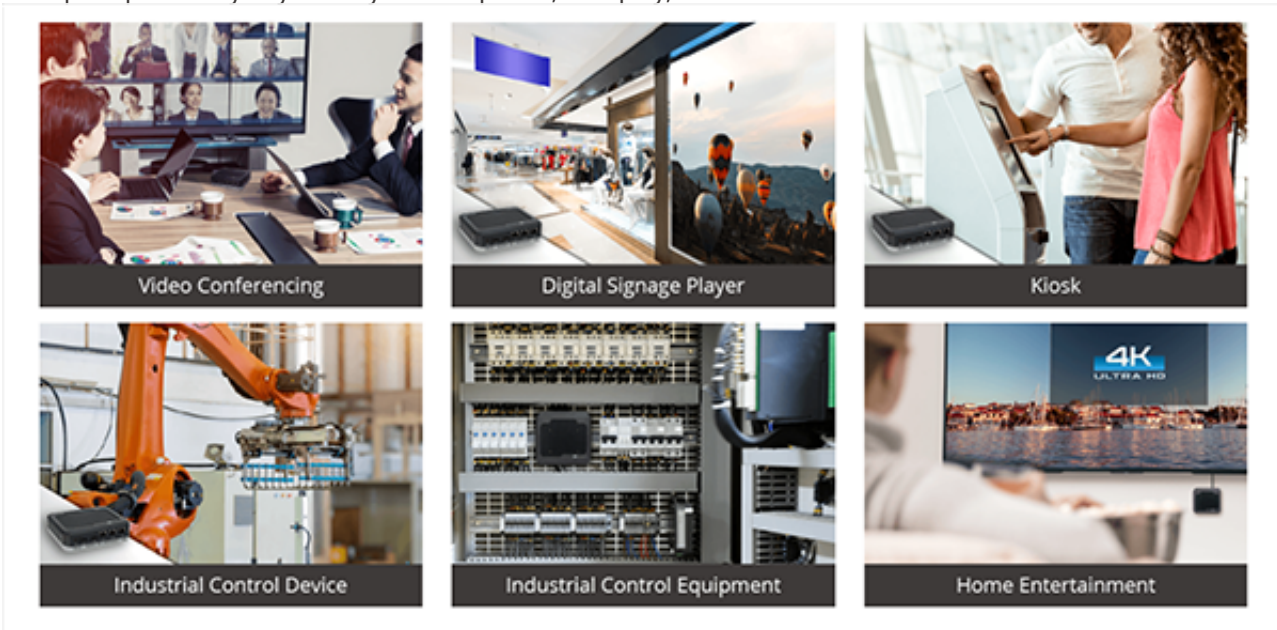 Video Conferencing
Digital Signage Player
Kiosk
4K
ULTRA HD
Industrial Control Device
Industrial Control Equipment
Home Entertainment